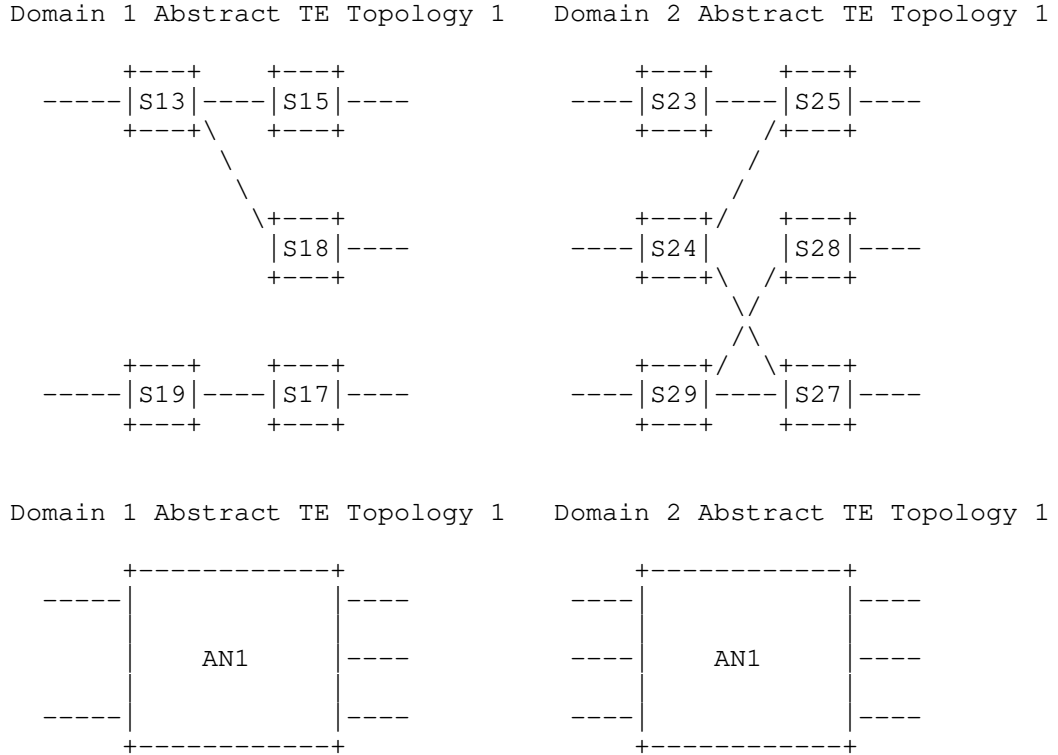 Domain 1 Abstract TE Topology 1 Domain 2 Abstract TE Topology 1
S13 S15 S23 S25
S18 S24 S28
S19 S17 S29 S27
Domain 1 Abstract TE Topology 1 Domain 2 Abstract TE Topology 1
AN1 AN1